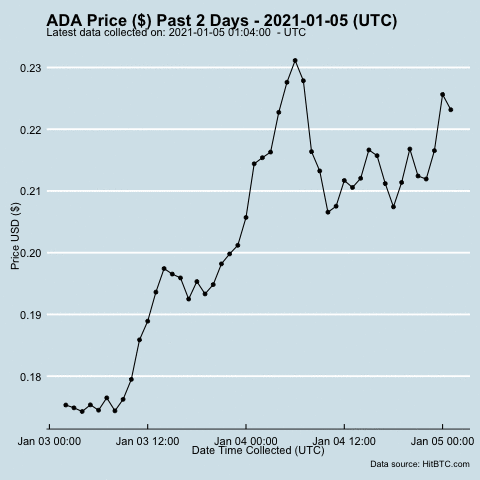 ADA Price ($) Past 2 Days - 2021-01-05 (UTC)
Latest data collected on: 2021-01-05 01:04:00 - UTC
0.23
0.22
0.21
Price USD ($)
0.20
0.19
0.18
Jan 03 00:00 Jan 03 12:00 Jan 04 00:00 Jan 04 12:00 Jan 05 00:00
Date Time Collected (UTC)
Data source: HitBTC.com